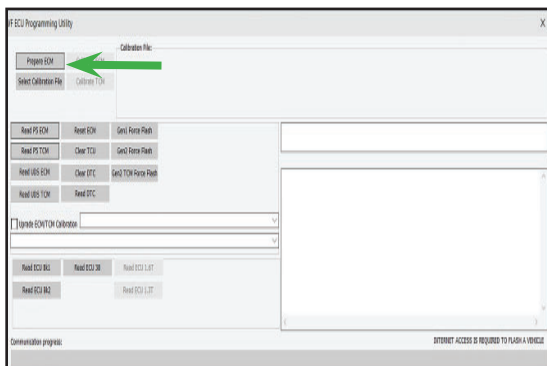 VF ECU Programming Utility
X
Calibration File:
Prepare ECM
Select Calibration File
Calibrate TCM
Read PS ECM
Reset ECM
Gen1 Force Flash
Read PS TCM
Clear TCU
Gen2 Force Flash
Read UDS ECM
Clear DTC
Gen2 TCM Force Flash
Read UDS TCM
Read DTC
Uprade ECM/TCM Calibration
Read ECU Bk1
Read ECU 38
Read ECU 1.6T
Read ECU Bk2
Read ECU 1.3T
Communication progress:
INTERNET ACCESS IS REQUIRED TO FLASH A VEHICLE